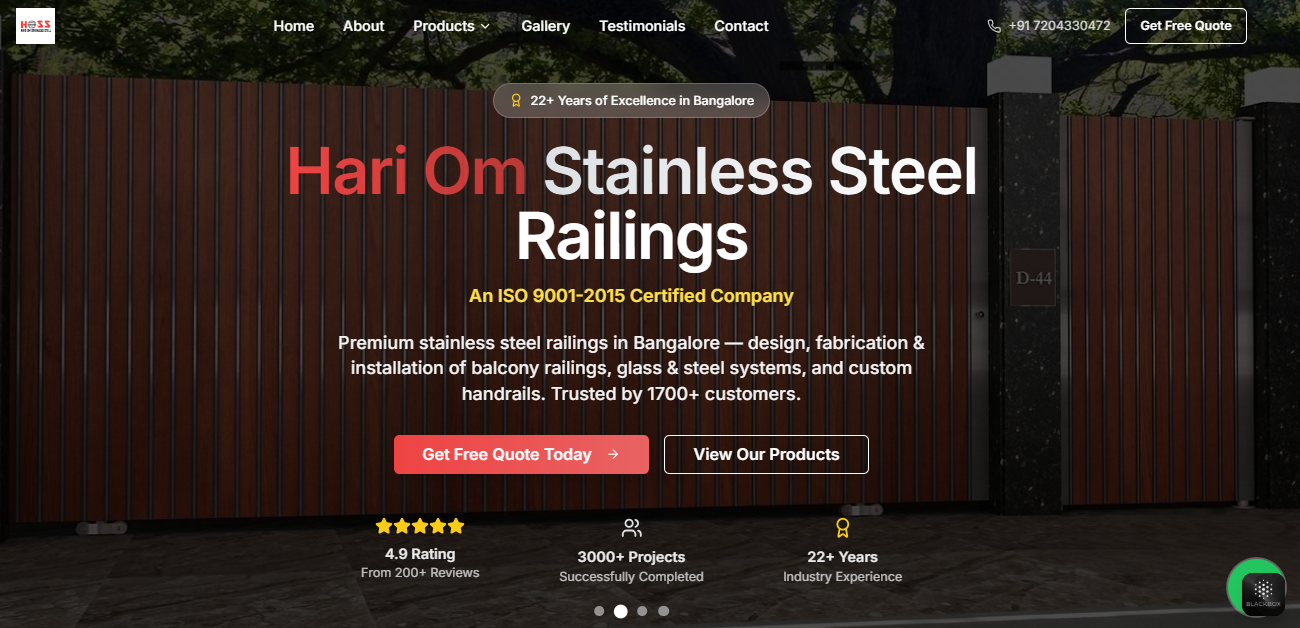 HOSS
Home
About
Products
Gallery
Testimonials
Contact
+91 7204330472
Get Free Quote
22+ Years of Excellence in Bangalore
Hari Om Stainless Steel
Railings
An ISO 9001-2015 Certified Company
D-44
Premium stainless steel railings in Bangalore — design, fabrication &
installation of balcony railings, glass & steel systems, and custom
handrails. Trusted by 1700+ customers.
Get Free Quote Today
View Our Products
4.9 Rating
From 200+ Reviews
3000+ Projects
Successfully Completed
22+ Years
Industry Experience
BLACKBOX